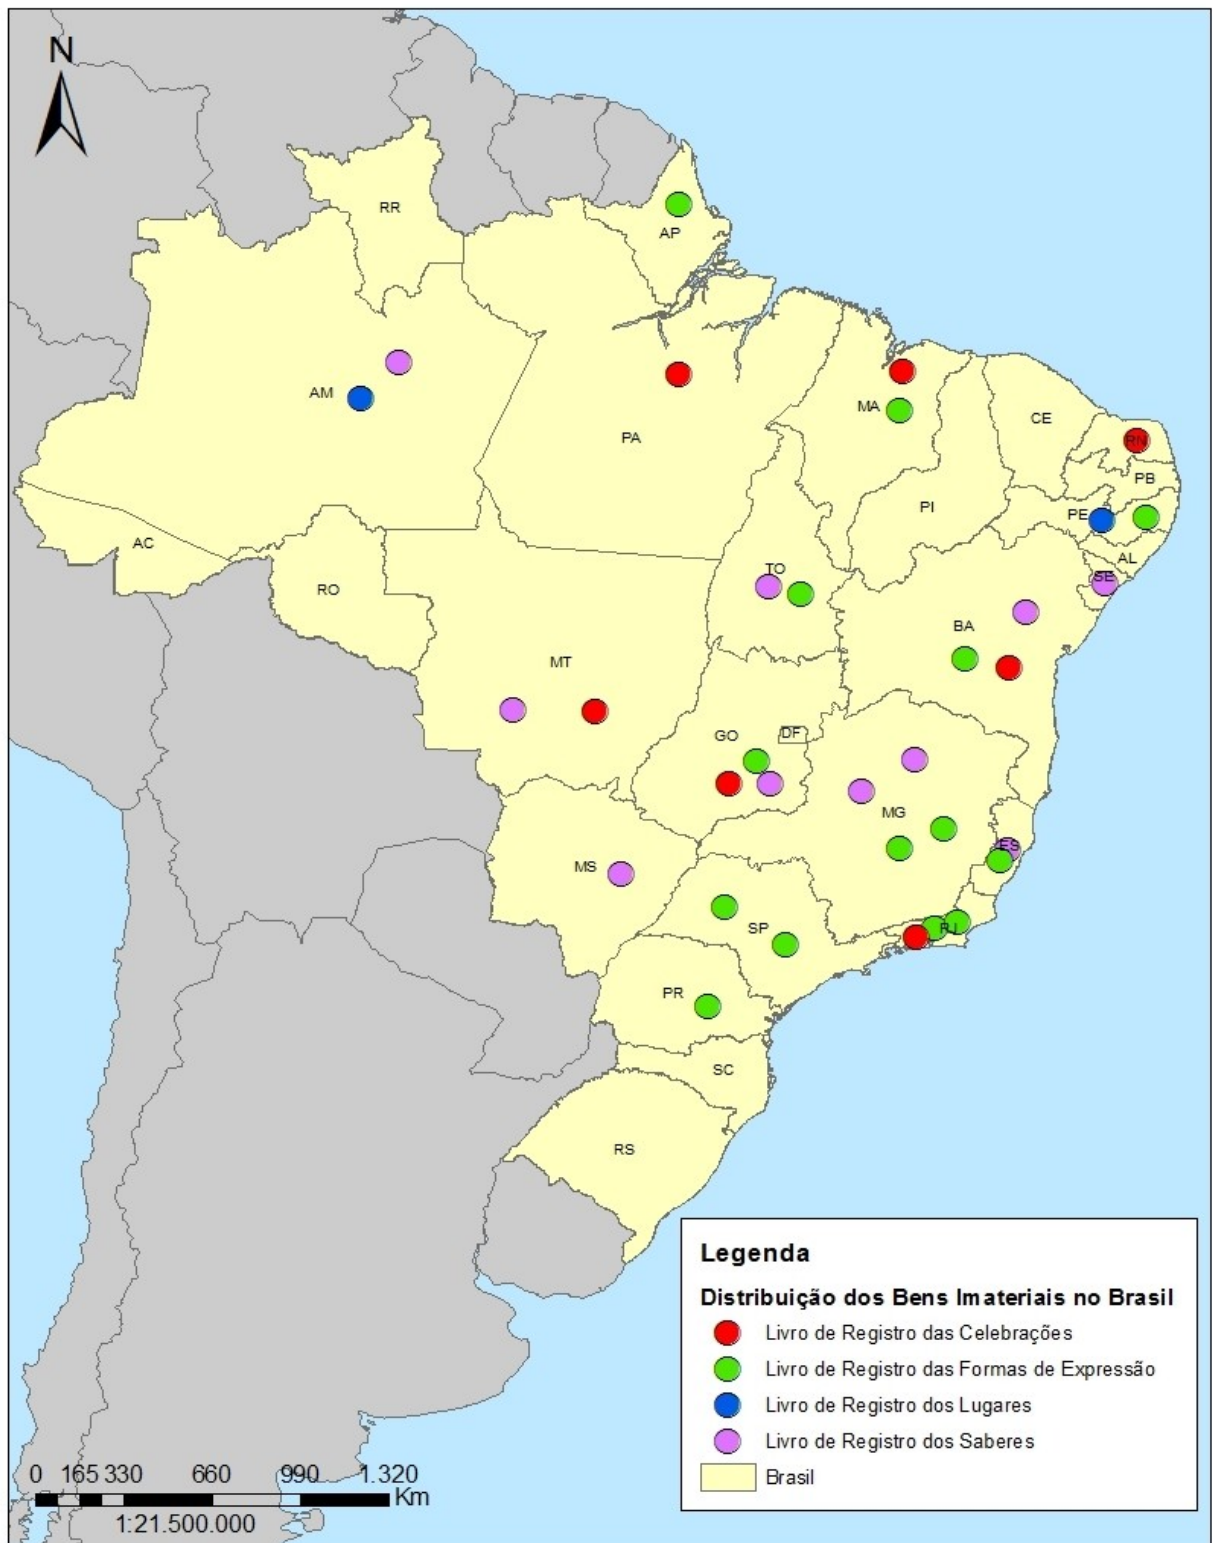 N
RR
AP
AM
PA
MA
CE
RN
PB
PI
PE
AL
AC
SE
TO
RO
BA
MT
GO
DF
MG
ES
MS
SP
RJ
PR
SC
RS
Legenda
Distribuição dos Bens Imateriais no Brasil
Livro de Registro das Celebrações
Livro de Registro das Formas de Expressão
Livro de Registro dos Lugares
Livro de Registro dos Saberes
Brasil
0 165 330 660 990 1.320
Km
1:21.500.000